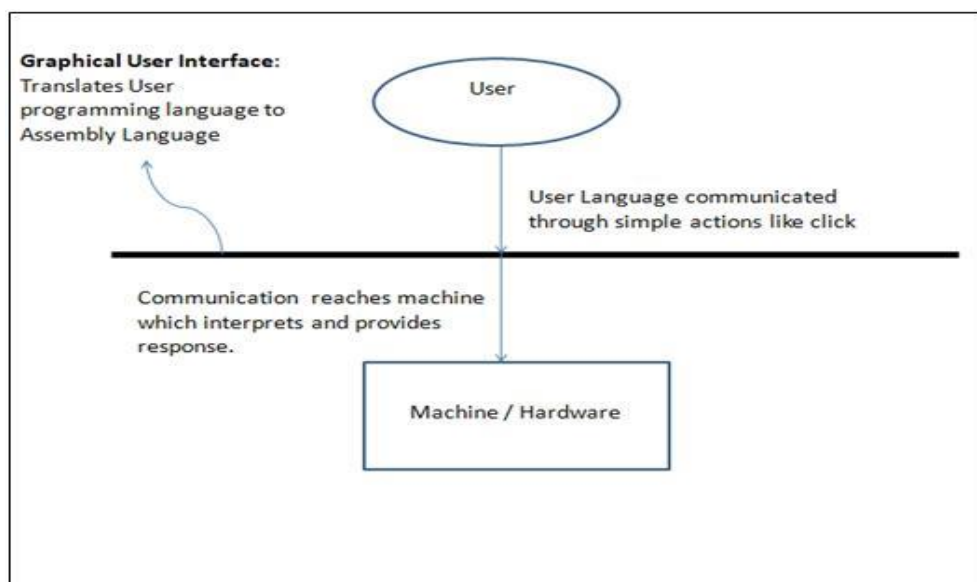 Graphical User Interface:
Translates User
programming language to
Assembly Language
User
User Language communicated
through simple actions like click
Communication reaches machine
which interprets and provides
response.
Machine / Hardware